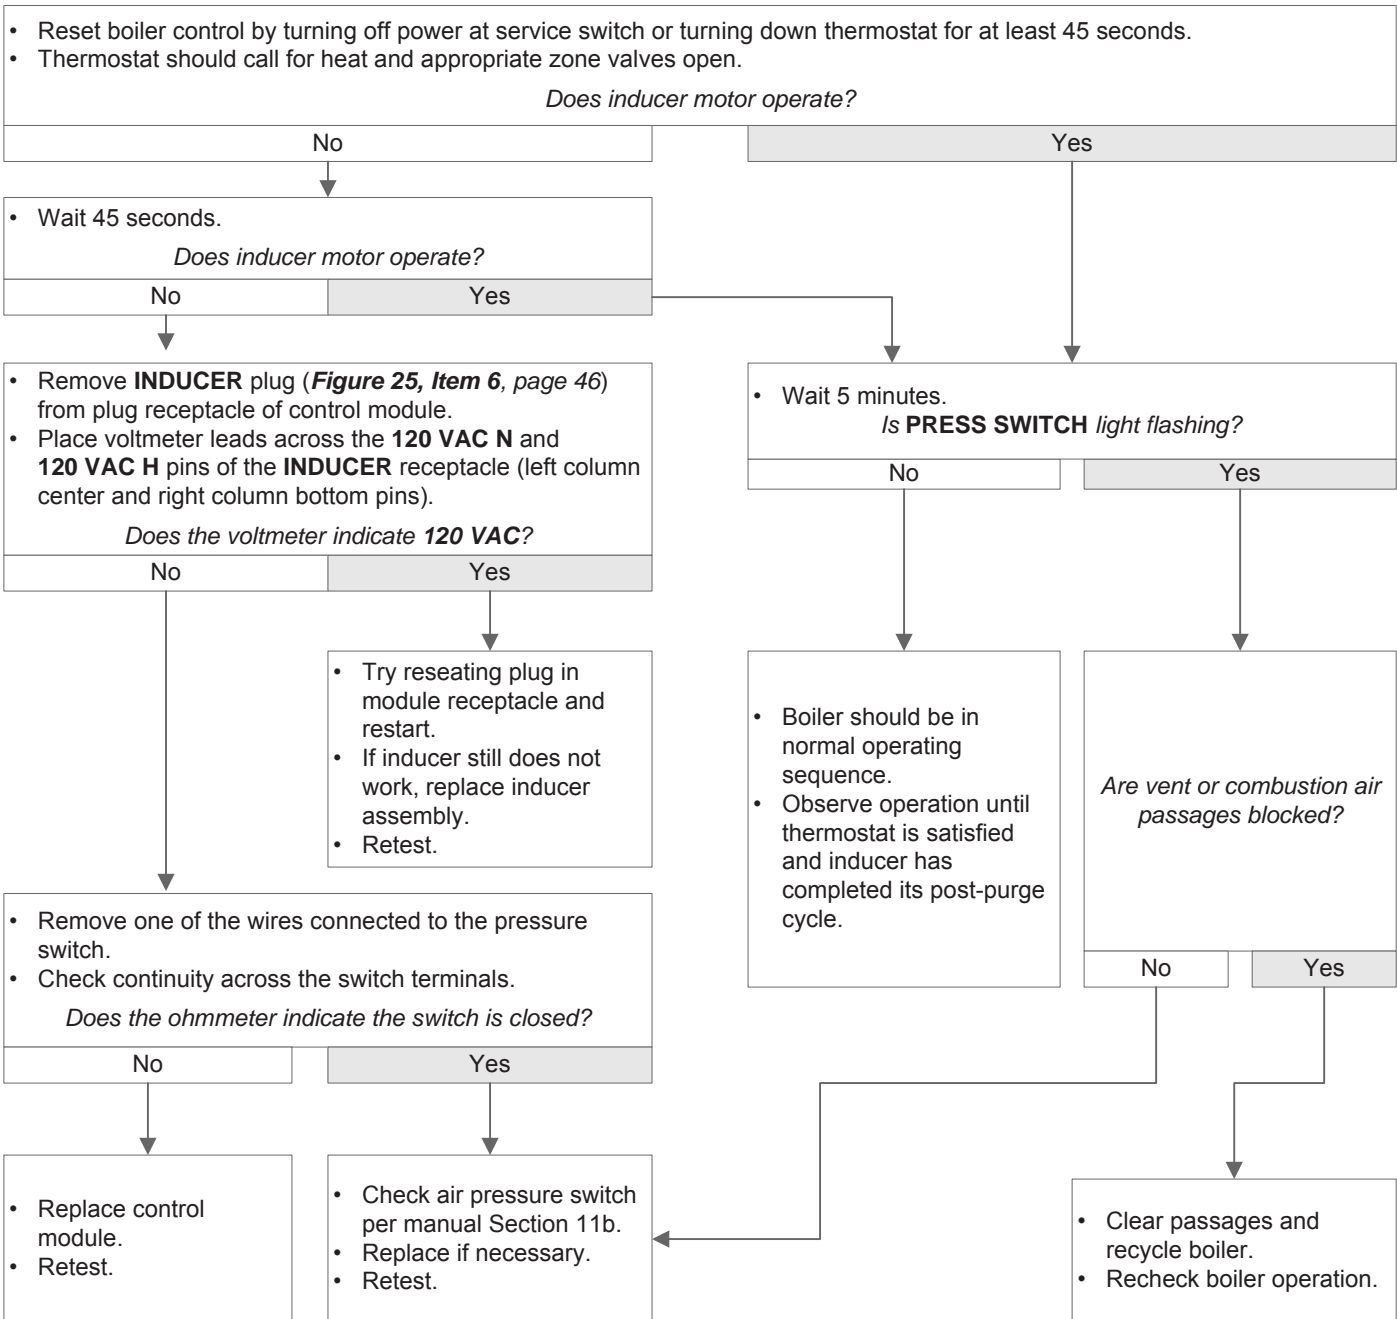 • Reset boiler control by turning off power at service switch or turning down thermostat for at least 45 seconds.
• Thermostat should call for heat and appropriate zone valves open.
Does inducer motor operate?
No
Yes
• Wait 45 seconds.
Does inducer motor operate?
No
Yes
• Remove INDUCER plug (Figure 25, Item 6, page 46)
from plug receptacle of control module.
• Place voltmeter leads across the 120 VAC N and
120 VAC H pins of the INDUCER receptacle (left column
center and right column bottom pins).
Does the voltmeter indicate 120 VAC?
No
Yes
• Wait 5 minutes.
Is PRESS SWITCH light flashing?
No
Yes
• Try reseating plug in
module receptacle and
restart.
• If inducer still does not
work, replace inducer
assembly.
• Retest.
• Boiler should be in
normal operating
sequence.
• Observe operation until
thermostat is satisfied
and inducer has
completed its post-purge
cycle.
Are vent or combustion air
passages blocked?
No
Yes
• Remove one of the wires connected to the pressure
switch.
• Check continuity across the switch terminals.
Does the ohmmeter indicate the switch is closed?
No
Yes
• Replace control
module.
• Retest.
• Check air pressure switch
per manual Section 11b.
• Replace if necessary.
• Retest.
• Clear passages and
recycle boiler.
• Recheck boiler operation.